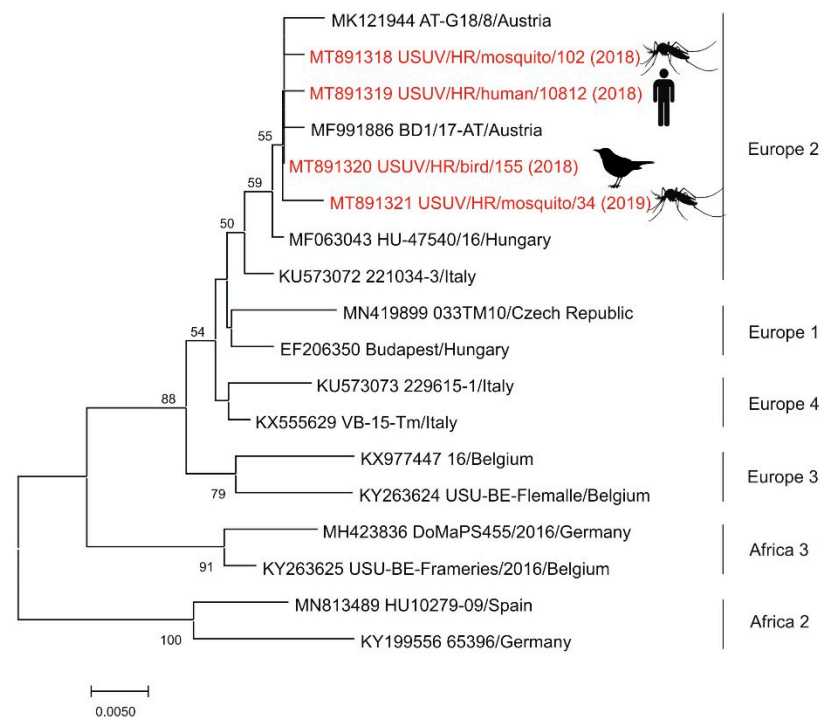 MK121944 AT-G18/8/Austria
MT891318 USUV/HR/mosquito/102 (2018)
MT891319 USUV/HR/human/10812 (2018)
MF991886 BD1/17-AT/Austria
55
Europe 2
MT891320 USUV/HR/bird/155 (2018)
59
MT891321 USUV/HR/mosquito/34 (2019)
50
MF063043 HU-47540/16/Hungary
KU573072 221034-3/Italy
MN419899 033TM10/Czech Republic
54
Europe 1
EF206350 Budapest/Hungary
KU573073 229615-1/Italy
88
Europe 4
KX555629 VB-15-Tm/Italy
KX977447 16/Belgium
Europe 3
79
KY263624 USU-BE-Flemalle/Belgium
MH423836 DoMaPS455/2016/Germany
Africa 3
91
KY263625 USU-BE-Frameries/2016/Belgium
MN813489 HU10279-09/Spain
Africa 2
100
KY199556 65396/Germany
0.0050